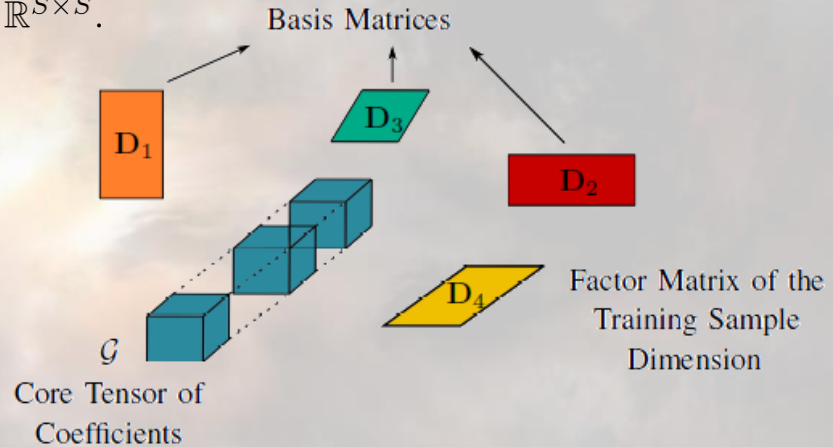 ℝ^{S×S}.
Basis Matrices
D₁
D₃
D₂
D₄
Factor Matrix of the
Training Sample
Dimension
𝒢
Core Tensor of
Coefficients